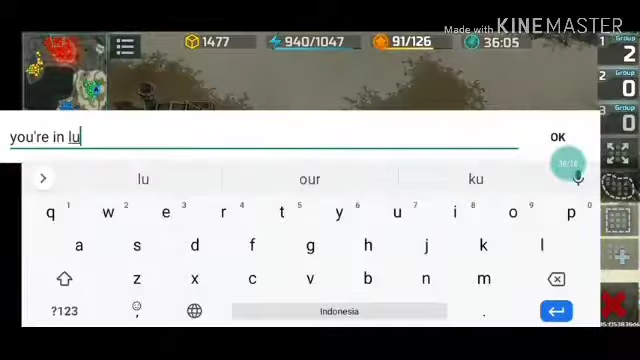 Made with KINEMASTER
1477 940/1047 91/126 36:05
1 Group
2
2 Group
0
3 Group
0
you're in lu OK
36:16
lu our ku
q 1 w 2 e 3 r 4 t 5 y 6 u 7 i 8 o 9 p 0
a s d f g h j k l
z x c v b n m
?123 , Indonesia .